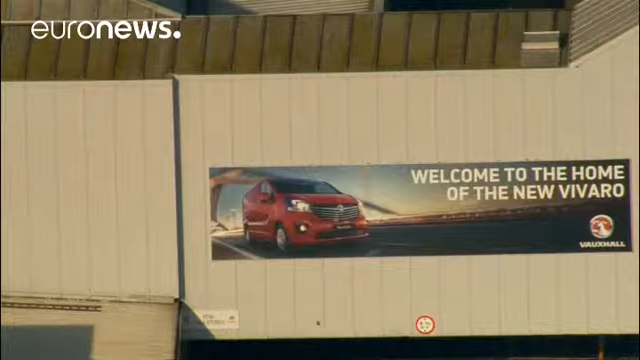 euronews.
WELCOME TO THE HOME
OF THE NEW VIVARO
VAUXHALL